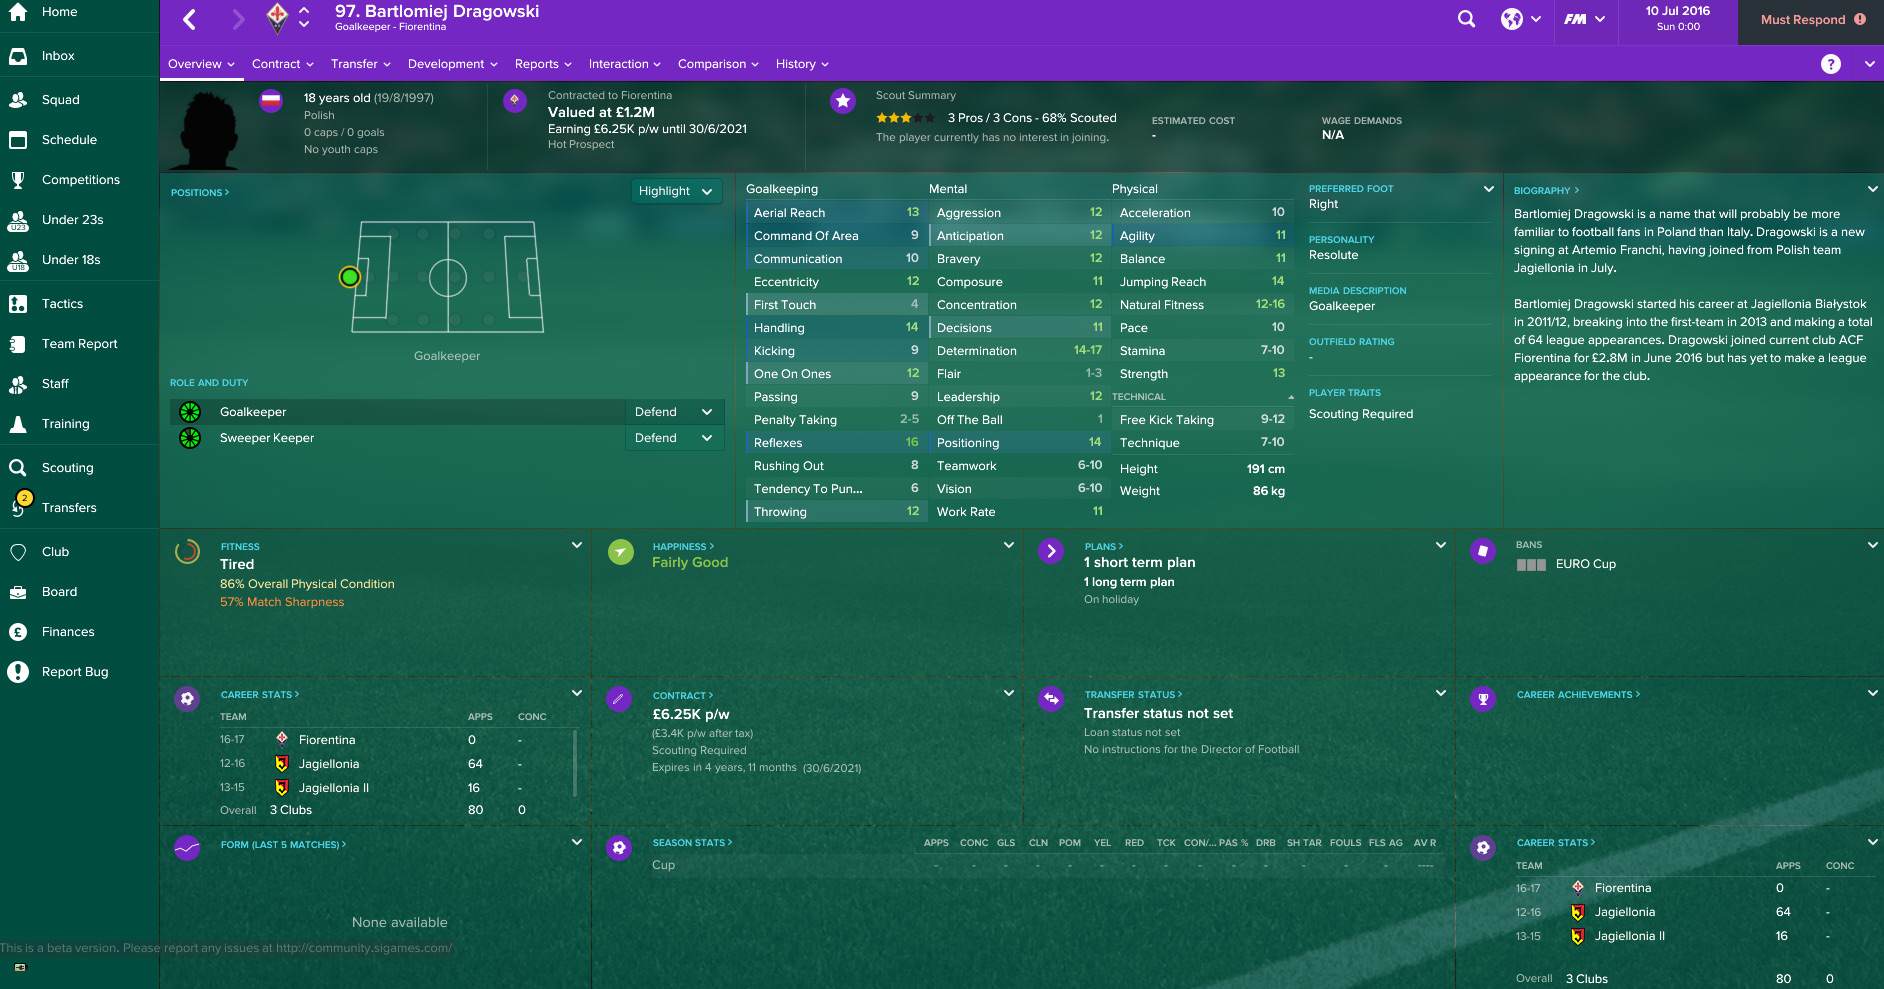 Home
Inbox
Squad
Schedule
Competitions
Under 23s
U23
Under 18s
U18
Tactics
Team Report
Staff
Training
Scouting
2
Transfers
Club
Board
Finances
Report Bug
97. Bartlomiej Dragowski
Goalkeeper - Fiorentina
FM
10 Jul 2016
Sun 0:00
Must Respond
Overview
Contract
Transfer
Development
Reports
Interaction
Comparison
History
?
18 years old (19/8/1997)
Polish
0 caps / 0 goals
No youth caps
Contracted to Fiorentina
Valued at £1.2M
Earning £6.25K p/w until 30/6/2021
Hot Prospect
Scout Summary
3 Pros / 3 Cons - 68% Scouted
The player currently has no interest in joining.
ESTIMATED COST
-
WAGE DEMANDS
N/A
POSITIONS >
Highlight
Goalkeeper
ROLE AND DUTY
Goalkeeper Defend
Sweeper Keeper Defend
Goalkeeping
Aerial Reach 13
Command Of Area 9
Communication 10
Eccentricity 12
First Touch 4
Handling 14
Kicking 9
One On Ones 12
Passing 9
Penalty Taking 2-5
Reflexes 16
Rushing Out 8
Tendency To Pun... 6
Throwing 12
Mental
Aggression 12
Anticipation 12
Bravery 12
Composure 11
Concentration 12
Decisions 11
Determination 14-17
Flair 1-3
Leadership 12
Off The Ball 1
Positioning 14
Teamwork 6-10
Vision 6-10
Work Rate 11
Physical
Acceleration 10
Agility 11
Balance 11
Jumping Reach 14
Natural Fitness 12-16
Pace 10
Stamina 7-10
Strength 13
TECHNICAL
Free Kick Taking 9-12
Technique 7-10
Height 191 cm
Weight 86 kg
PREFERRED FOOT
Right
PERSONALITY
Resolute
MEDIA DESCRIPTION
Goalkeeper
OUTFIELD RATING
-
PLAYER TRAITS
Scouting Required
BIOGRAPHY >
Bartlomiej Dragowski is a name that will probably be more
familiar to football fans in Poland than Italy. Dragowski is a new
signing at Artemio Franchi, having joined from Polish team
Jagiellonia in July.
Bartlomiej Dragowski started his career at Jagiellonia Białystok
in 2011/12, breaking into the first-team in 2013 and making a total
of 64 league appearances. Dragowski joined current club ACF
Fiorentina for £2.8M in June 2016 but has yet to make a league
appearance for the club.
FITNESS
Tired
86% Overall Physical Condition
57% Match Sharpness
HAPPINESS >
Fairly Good
PLANS >
1 short term plan
1 long term plan
On holiday
BANS
EURO Cup
CAREER STATS >
TEAM APPS CONC
16-17 Fiorentina 0 -
12-16 Jagiellonia 64 -
13-15 Jagiellonia II 16 -
Overall 3 Clubs 80 0
CONTRACT >
£6.25K p/w
(£3.4K p/w after tax)
Scouting Required
Expires in 4 years, 11 months (30/6/2021)
TRANSFER STATUS >
Transfer status not set
Loan status not set
No instructions for the Director of Football
CAREER ACHIEVEMENTS >
FORM (LAST 5 MATCHES) >
None available
SEASON STATS >
APPS CONC GLS CLN POM YEL RED TCK CON/... PAS % DRB SH TAR FOULS FLS AG AV R
Cup - - - - - - - - - - - - - - ----
CAREER STATS >
TEAM APPS CONC
16-17 Fiorentina 0 -
12-16 Jagiellonia 64 -
13-15 Jagiellonia II 16 -
Overall 3 Clubs 80 0
This is a beta version. Please report any issues at http://community.sigames.com/